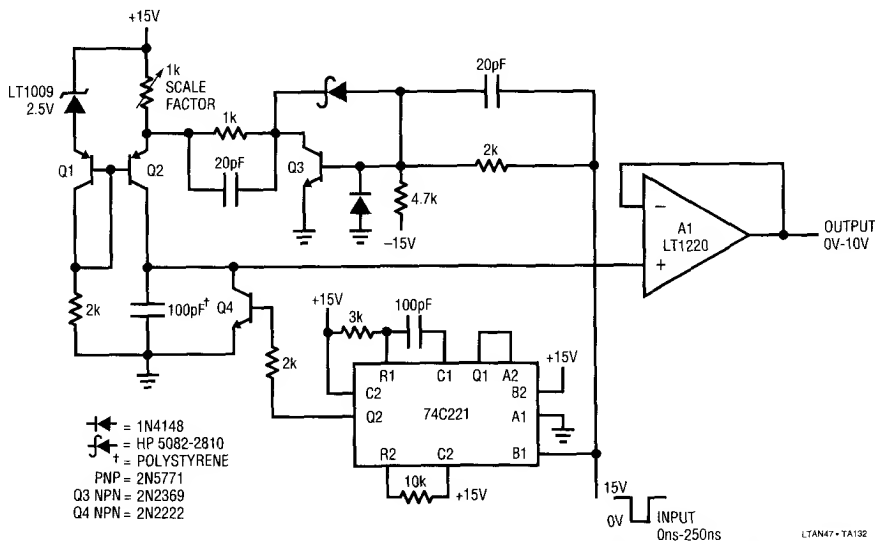 +15V
LT1009
2.5V
1k
SCALE
FACTOR
1k
20pF
20pF
Q1
Q2
Q3
2k
4.7k
–15V
A1
LT1220
–
+
OUTPUT
0V-10V
2k
100pF†
Q4
2k
+15V
3k
100pF
R1
C1
Q1
A2
+15V
C2
B2
Q2
74C221
A1
R2
C2
B1
10k
+15V
15V
0V
INPUT
0ns-250ns
= 1N4148
= HP 5082-2810
† = POLYSTYRENE
PNP = 2N5771
Q3 NPN = 2N2369
Q4 NPN = 2N2222
LTAN47 • TA132